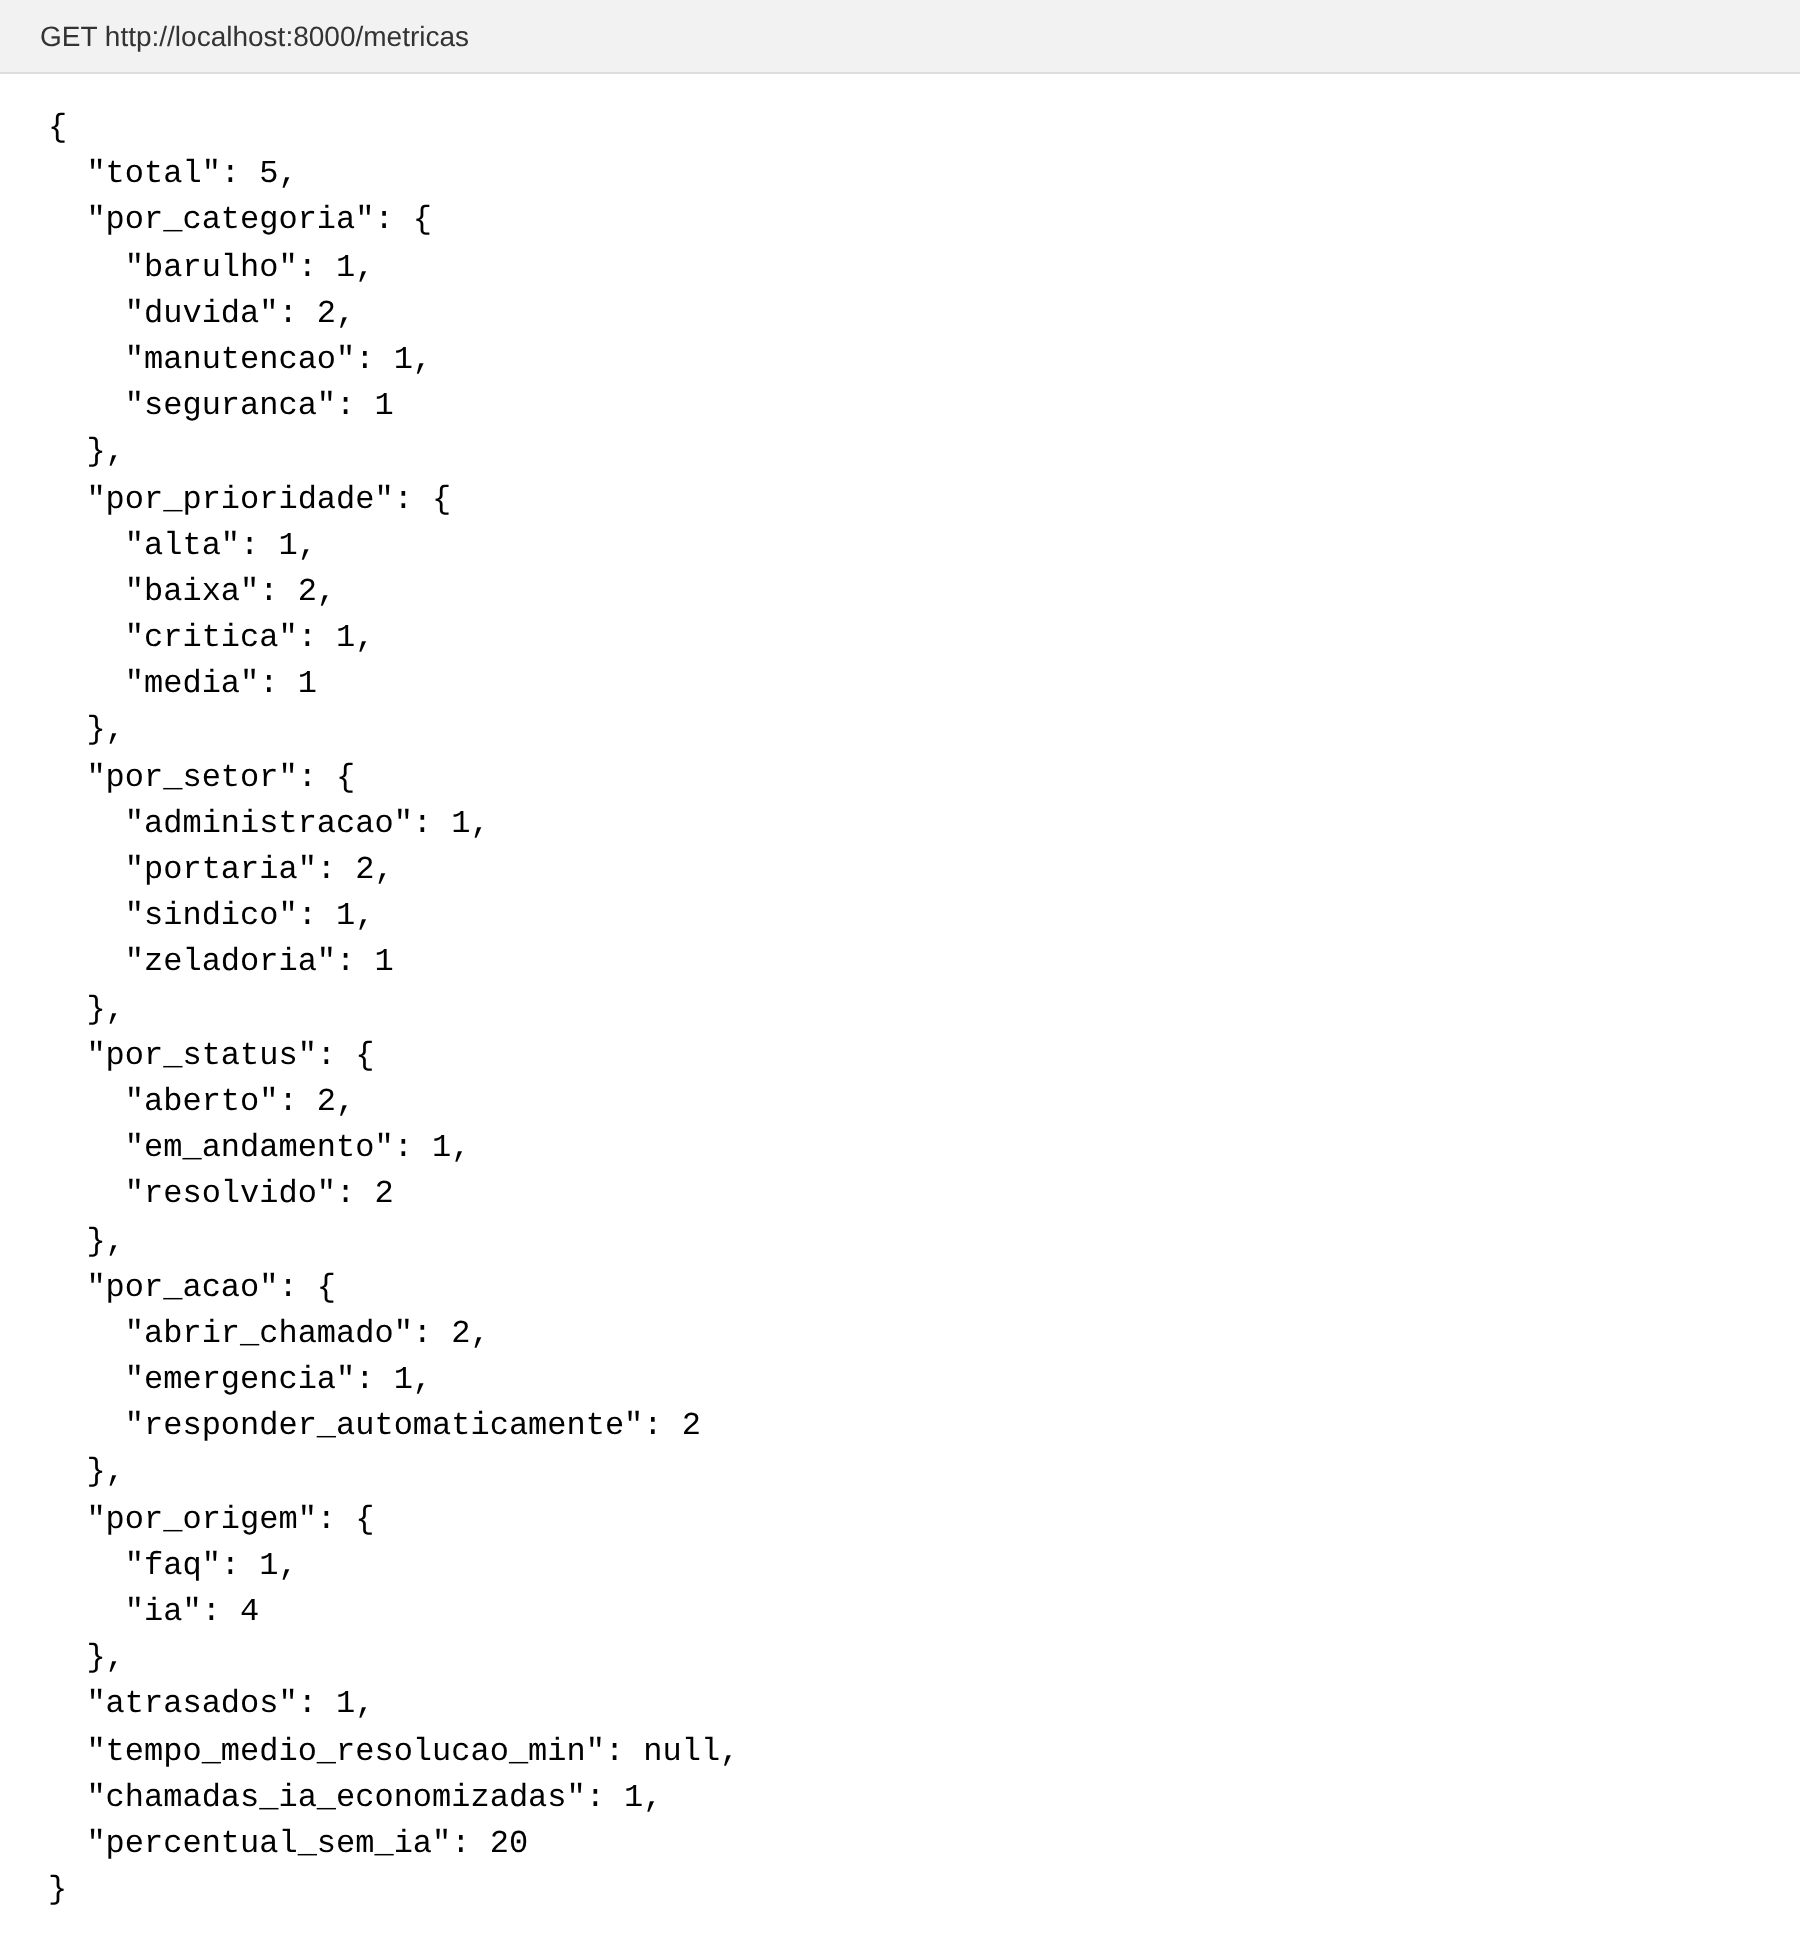 GET http://localhost:8000/metricas
{
  "total": 5,
  "por_categoria": {
    "barulho": 1,
    "duvida": 2,
    "manutencao": 1,
    "seguranca": 1
  },
  "por_prioridade": {
    "alta": 1,
    "baixa": 2,
    "critica": 1,
    "media": 1
  },
  "por_setor": {
    "administracao": 1,
    "portaria": 2,
    "sindico": 1,
    "zeladoria": 1
  },
  "por_status": {
    "aberto": 2,
    "em_andamento": 1,
    "resolvido": 2
  },
  "por_acao": {
    "abrir_chamado": 2,
    "emergencia": 1,
    "responder_automaticamente": 2
  },
  "por_origem": {
    "faq": 1,
    "ia": 4
  },
  "atrasados": 1,
  "tempo_medio_resolucao_min": null,
  "chamadas_ia_economizadas": 1,
  "percentual_sem_ia": 20
}